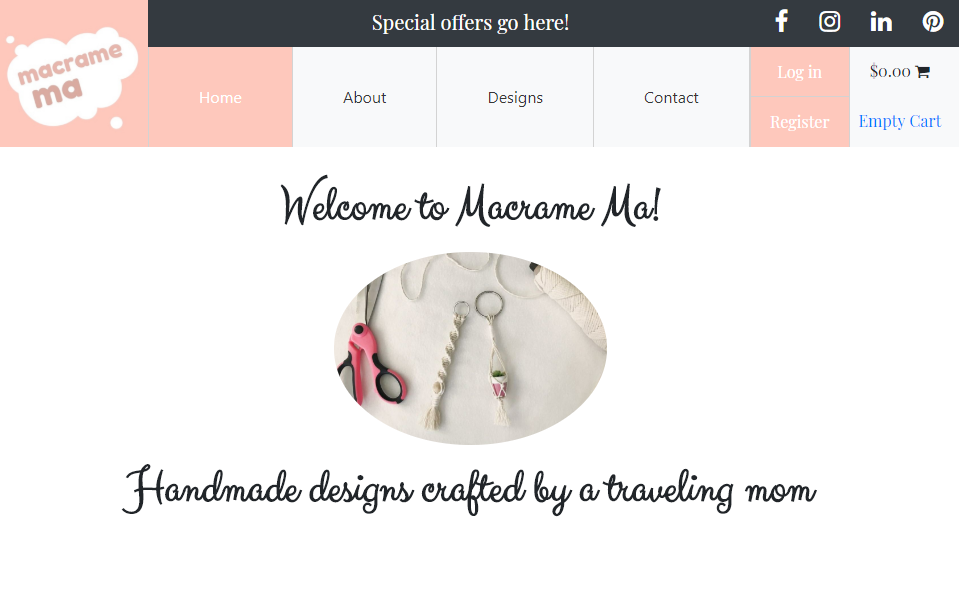 macrame
ma
Special offers go here!
Home
About
Designs
Contact
Log in
Register
$0.00
Empty Cart
Welcome to Macrame Ma!
Handmade designs crafted by a traveling mom